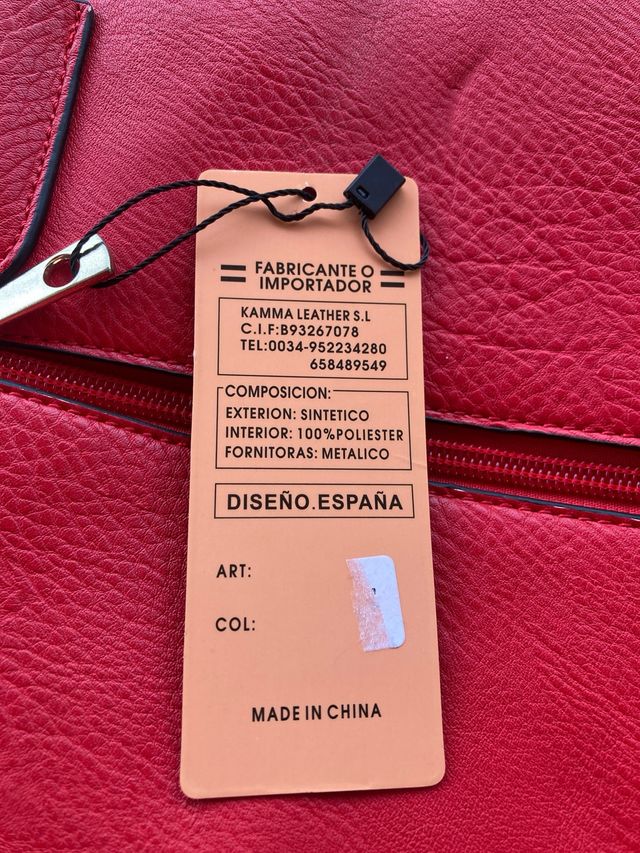 FABRICANTE O
IMPORTADOR
KAMMA LEATHER S.L
C.I.F:B93267078
TEL:0034-952234280
658489549
COMPOSICION:
EXTERION: SINTETICO
INTERIOR: 100%POLIESTER
FORNITORAS: METALICO
DISEÑO.ESPAÑA
ART:
COL:
MADE IN CHINA